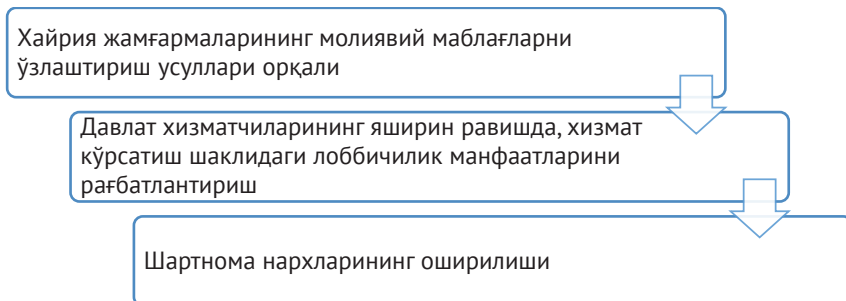 Хайрия жамғармаларининг молиявий маблағларни
ўзлаштириш усуллари орқали
Давлат хизматчиларининг яширин равишда, хизмат
кўрсатиш шаклидаги лоббичилик манфаатларини
рағбатлантириш
Шартнома нархларининг оширилиши